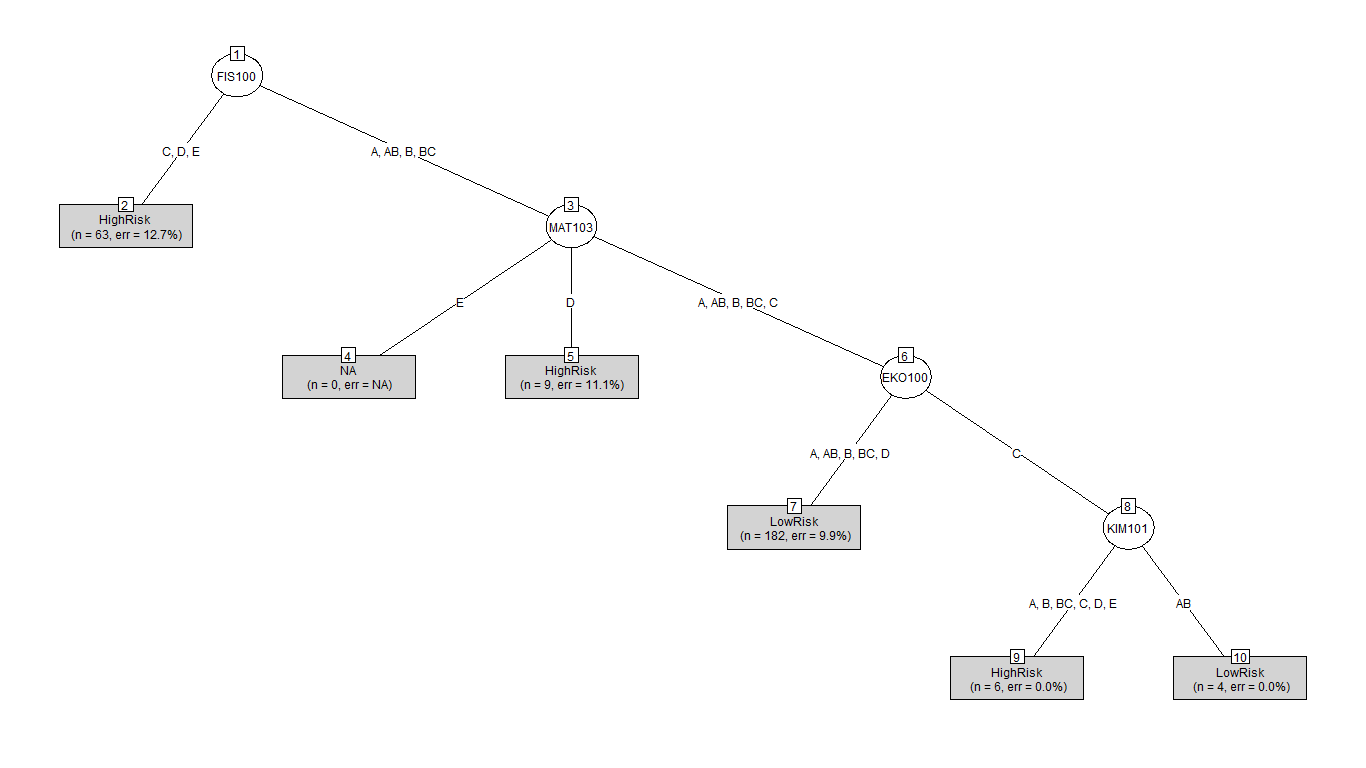 1
FIS100
C, D, E
A, AB, B, BC
2
HighRisk
(n = 63, err = 12.7%)
3
MAT103
E
D
A, AB, B, BC, C
4
NA
(n = 0, err = NA)
5
HighRisk
(n = 9, err = 11.1%)
6
EKO100
A, AB, B, BC, D
C
7
LowRisk
(n = 182, err = 9.9%)
8
KIM101
A, B, BC, C, D, E
AB
9
HighRisk
(n = 6, err = 0.0%)
10
LowRisk
(n = 4, err = 0.0%)